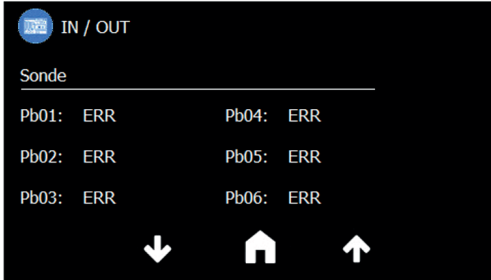 IN / OUT
Sonde
Pb01: ERR Pb04: ERR
Pb02: ERR Pb05: ERR
Pb03: ERR Pb06: ERR